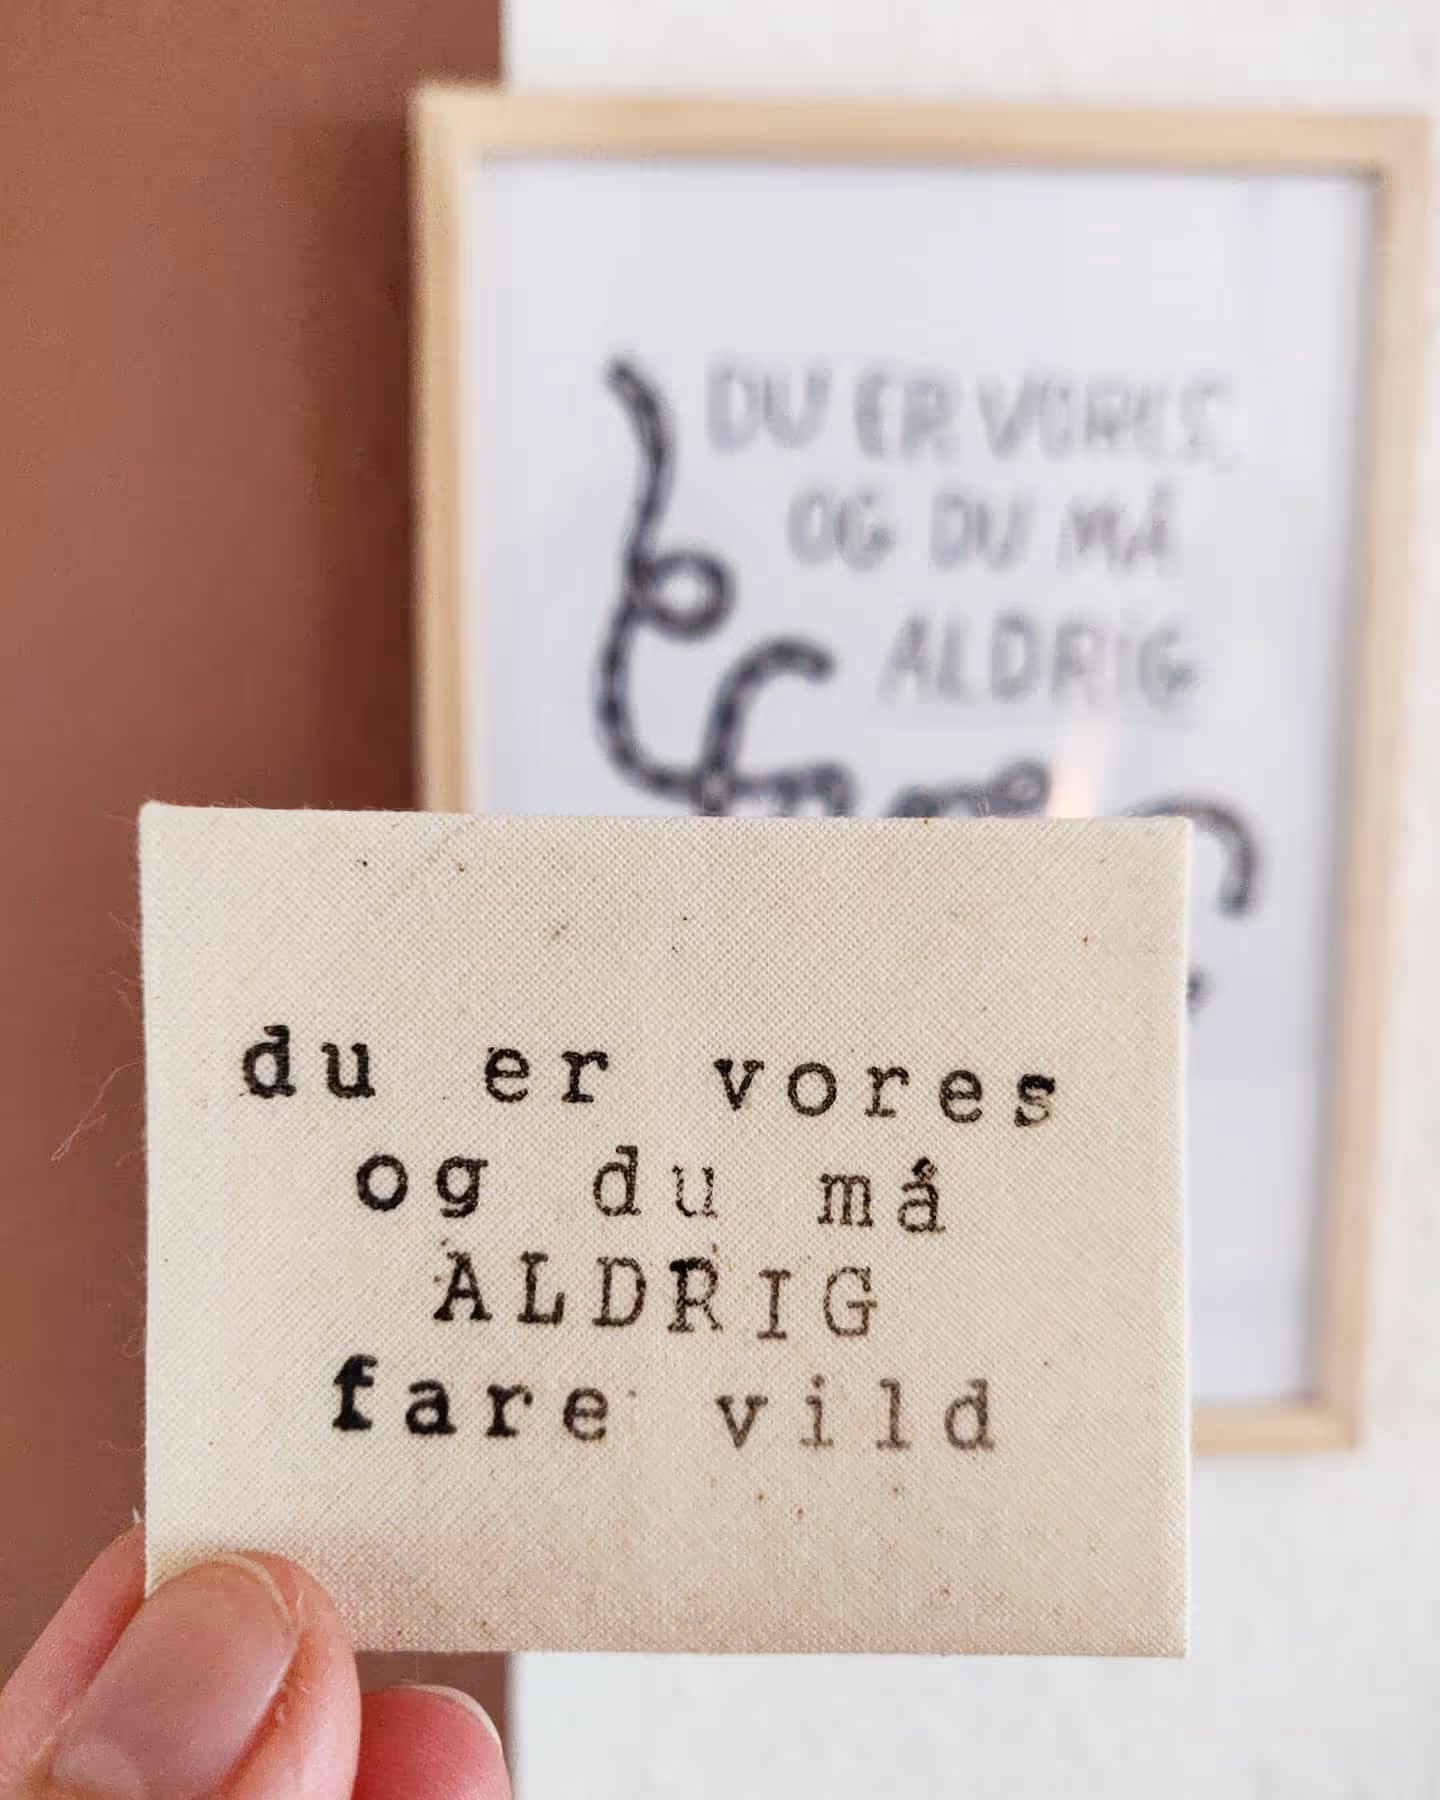 DU ER VORES,
OG DU MÅ
ALDRIG
du er vores
og du må
ALDRIG
fare vild